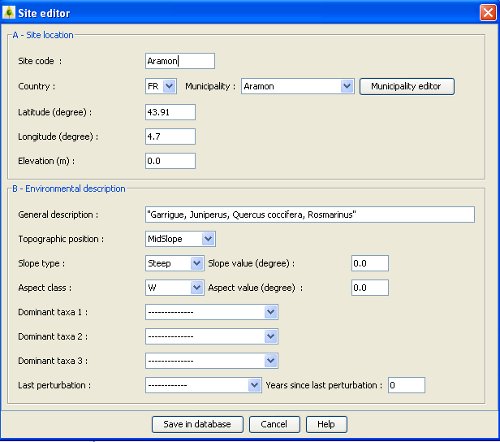 Site editor
A - Site location
Site code : Aramon
Country : FR Municipality : Aramon Municipality editor
Latitude (degree) : 43.91
Longitude (degree) : 4.7
Elevation (m) : 0.0
B - Environmental description
General description : "Garrigue, Juniperus, Quercus coccifera, Rosmarinus"
Topographic position : MidSlope
Slope type : Steep Slope value (degree) : 0.0
Aspect class : W Aspect value (degree) : 0.0
Dominant taxa 1 : --------------
Dominant taxa 2 : --------------
Dominant taxa 3 : --------------
Last perturbation : ------------ Years since last perturbation : 0
Save in database Cancel Help